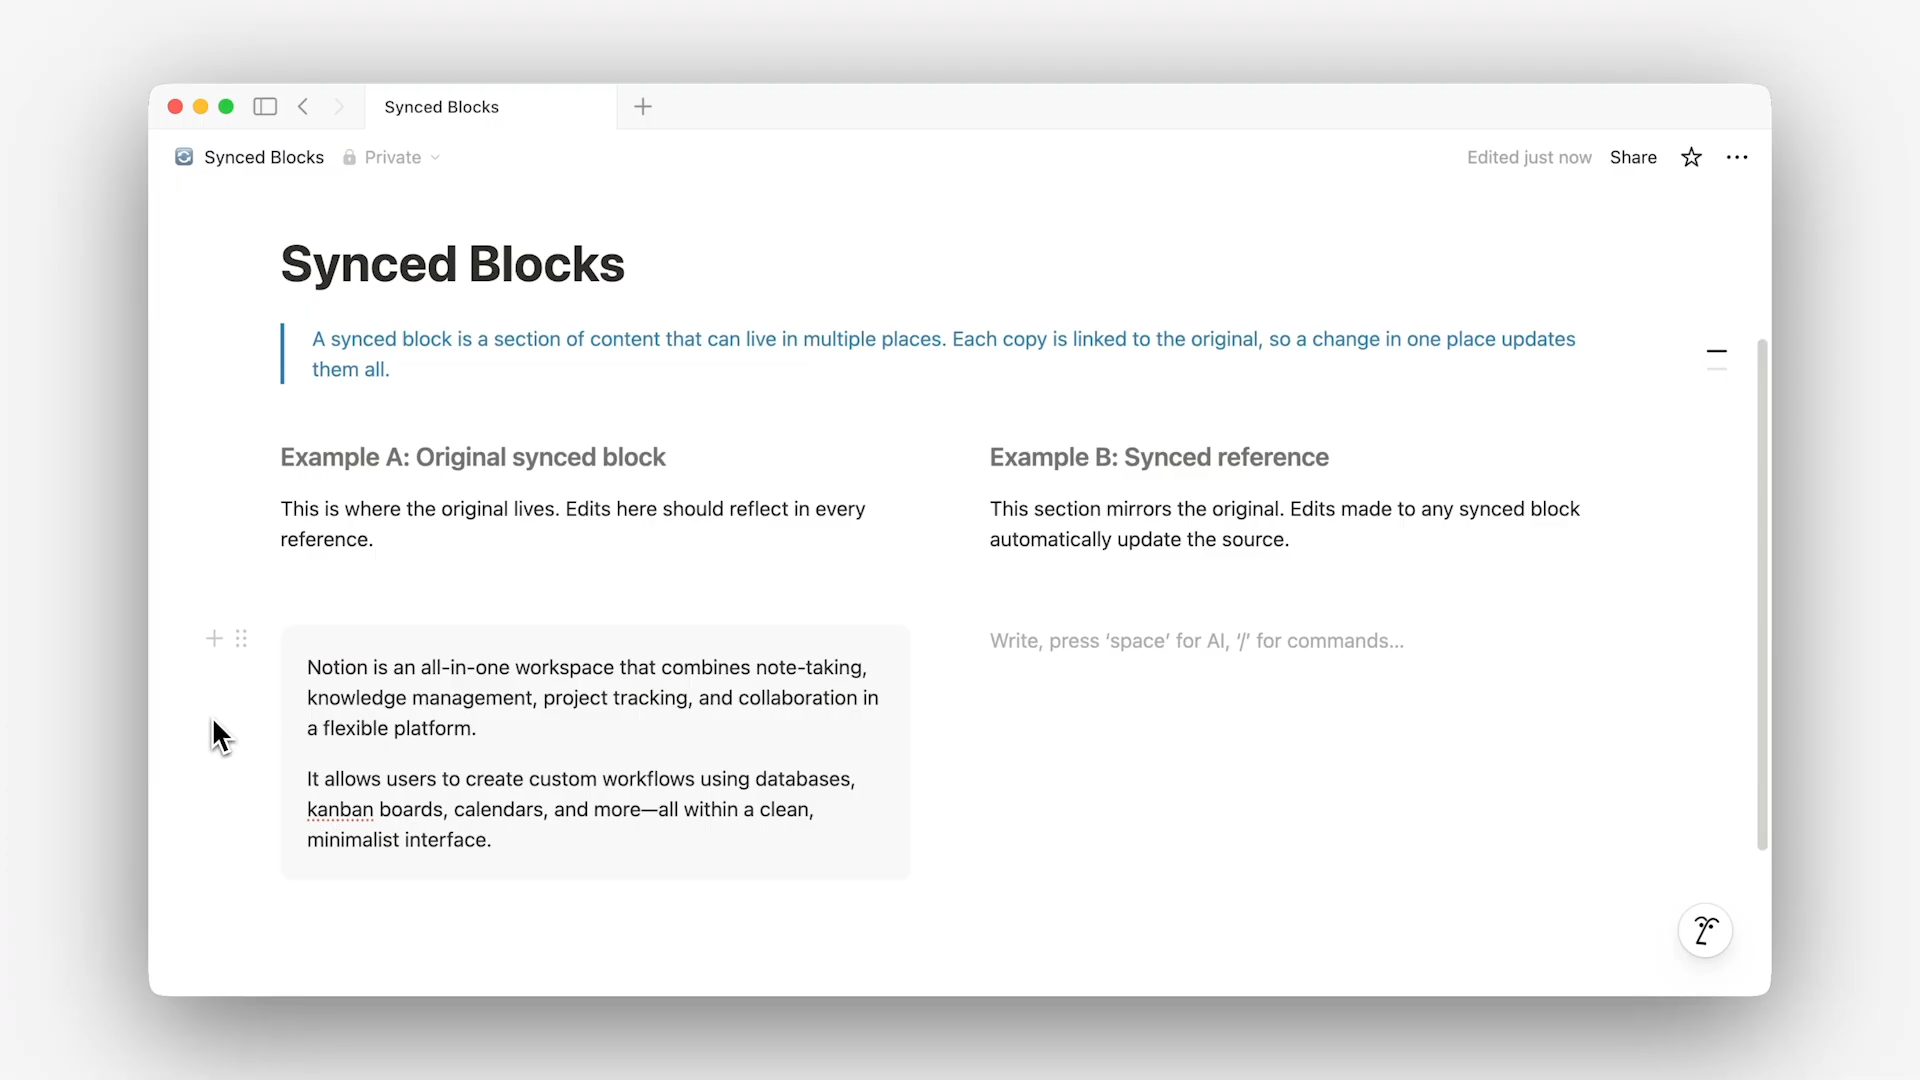 Synced Blocks
Synced Blocks Private
Edited just now Share
Synced Blocks
A synced block is a section of content that can live in multiple places. Each copy is linked to the original, so a change in one place updates
them all.
Example A: Original synced block
This is where the original lives. Edits here should reflect in every
reference.
Notion is an all-in-one workspace that combines note-taking,
knowledge management, project tracking, and collaboration in
a flexible platform.
It allows users to create custom workflows using databases,
kanban boards, calendars, and more—all within a clean,
minimalist interface.
Example B: Synced reference
This section mirrors the original. Edits made to any synced block
automatically update the source.
Write, press ‘space’ for AI, ‘/’ for commands...